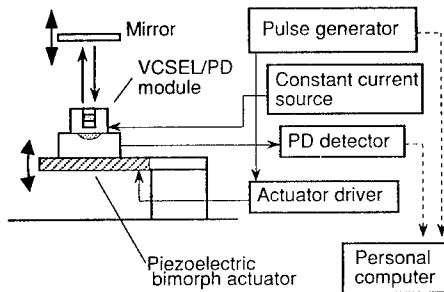 Mirror
Pulse generator
VCSEL/PD
module
Constant current
source
PD detector
Actuator driver
Piezoelectric
bimorph actuator
Personal
computer